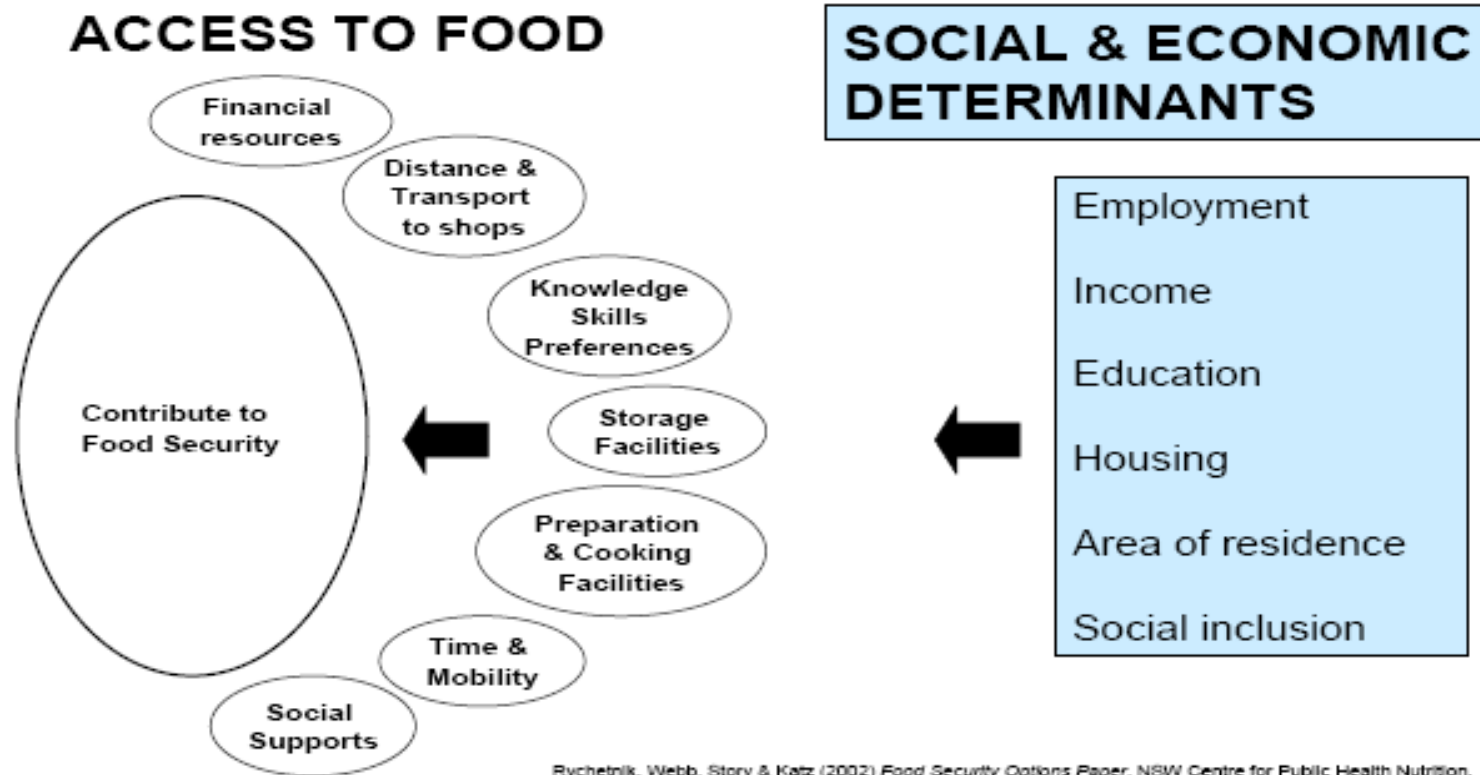 ACCESS TO FOOD
SOCIAL & ECONOMIC
DETERMINANTS
Financial
resources
Distance &
Transport
to shops
Knowledge
Skills
Preferences
Storage
Facilities
Preparation
& Cooking
Facilities
Time &
Mobility
Social
Supports
Contribute to
Food Security
Employment
Income
Education
Housing
Area of residence
Social inclusion
Rychetnik, Webb, Story & Katz (2002) Food Security Options Paper, NSW Centre for Public Health Nutrition